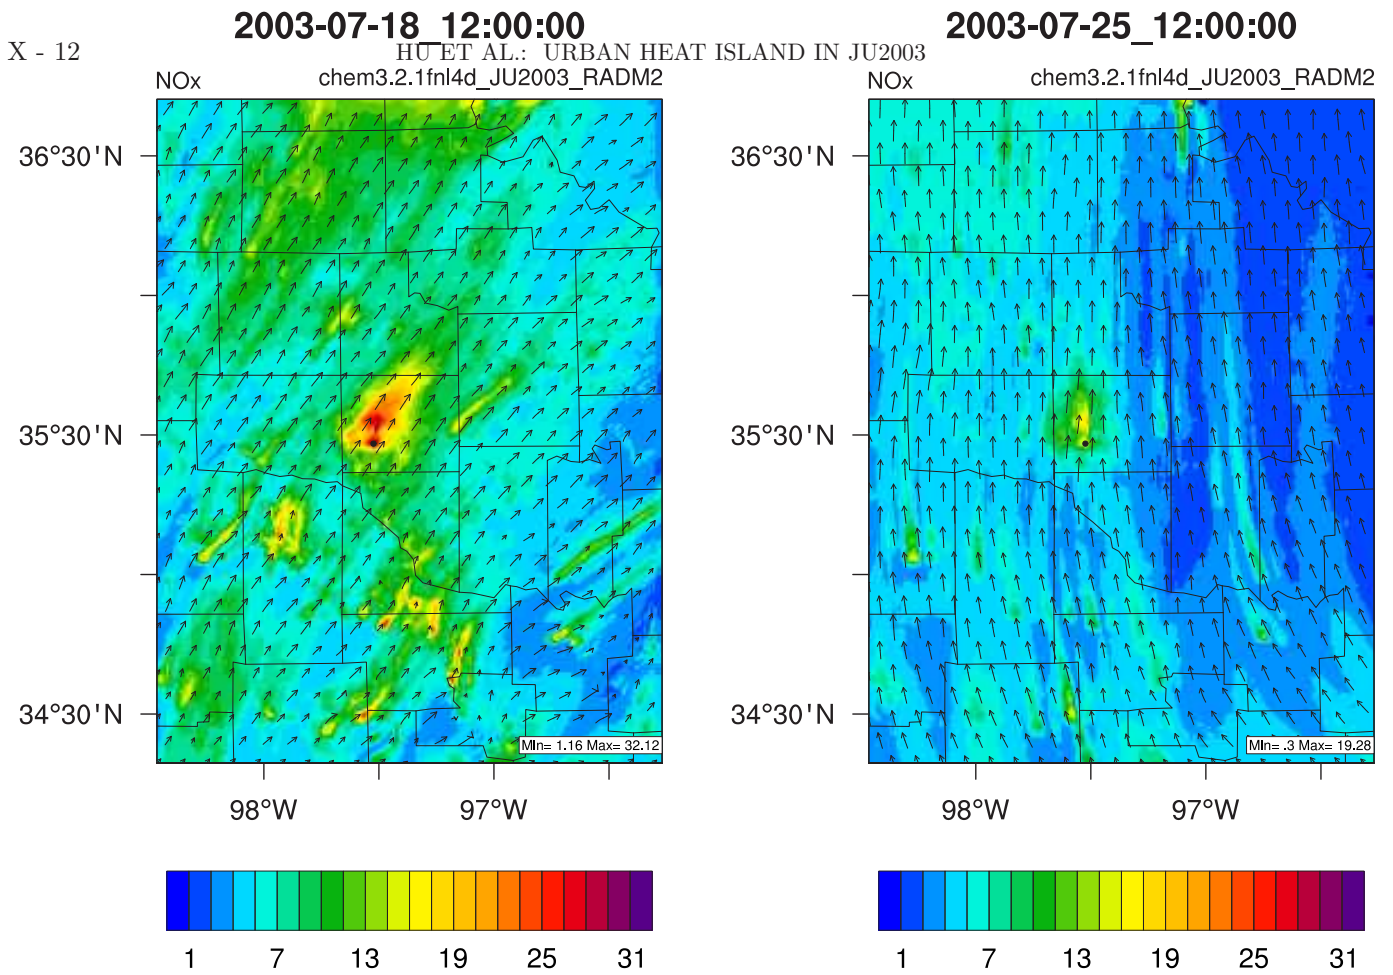 2003-07-18_12:00:00 2003-07-25_12:00:00
X - 12 HU ET AL.: URBAN HEAT ISLAND IN JU2003
NOx chem3.2.1fnl4d_JU2003_RADM2 NOx chem3.2.1fnl4d_JU2003_RADM2
36°30'N 36°30'N
35°30'N 35°30'N
34°30'N 34°30'N
Min= 1.16 Max= 32.12 Min= .3 Max= 19.28
98°W 97°W 98°W 97°W
1 7 13 19 25 31 1 7 13 19 25 31